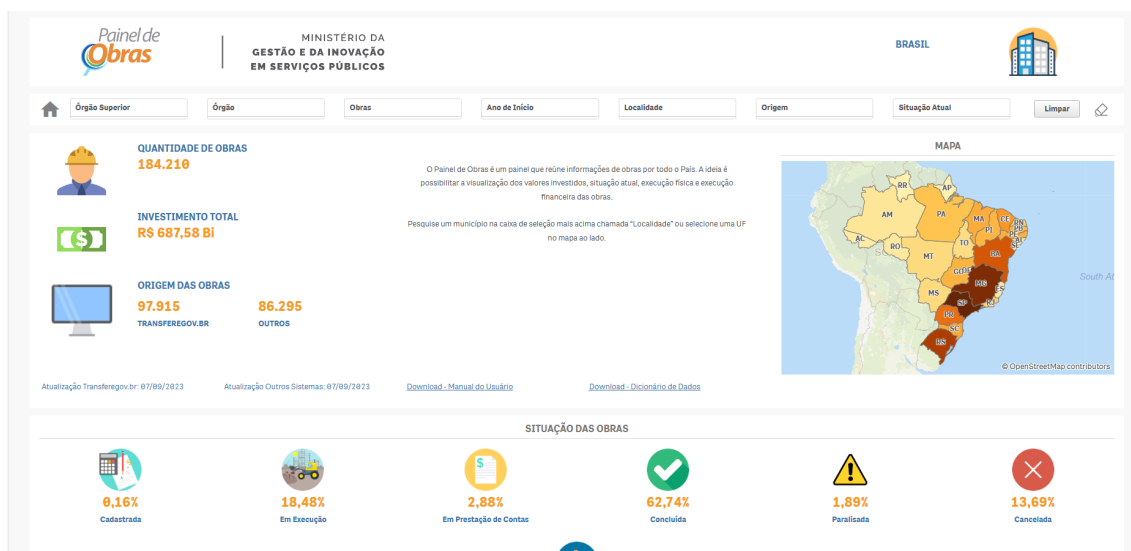 Painel de
Obras
MINISTÉRIO DA
GESTÃO E DA INOVAÇÃO
EM SERVIÇOS PÚBLICOS
BRASIL
Órgão Superior
Órgão
Obras
Ano de Início
Localidade
Origem
Situação Atual
Limpar
QUANTIDADE DE OBRAS
184.210
INVESTIMENTO TOTAL
R$ 687,58 Bi
ORIGEM DAS OBRAS
97.915
86.295
TRANSFEREGOV.BR
OUTROS
O Painel de Obras é um painel que reúne informações de obras por todo o País. A ideia é
possibilitar a visualização dos valores investidos, situação atual, execução física e execução
financeira das obras.
Pesquise um município na caixa de seleção mais acima chamada "Localidade" ou selecione uma UF
no mapa ao lado.
MAPA
RR
AP
AM
PA
MA
CE
RN
PB
PI
PE
AL
SE
AC
RO
TO
BA
MT
GO
DF
MG
ES
MS
SP
RJ
PR
SC
RS
South At
© OpenStreetMap contributors
Atualização Transferegov.br: 07/09/2023
Atualização Outros Sistemas: 07/09/2023
Download - Manual do Usuário
Download - Dicionário de Dados
SITUAÇÃO DAS OBRAS
0,16%
18,48%
2,88%
62,74%
1,89%
13,69%
Cadastrada
Em Execução
Em Prestação de Contas
Concluída
Paralisada
Cancelada